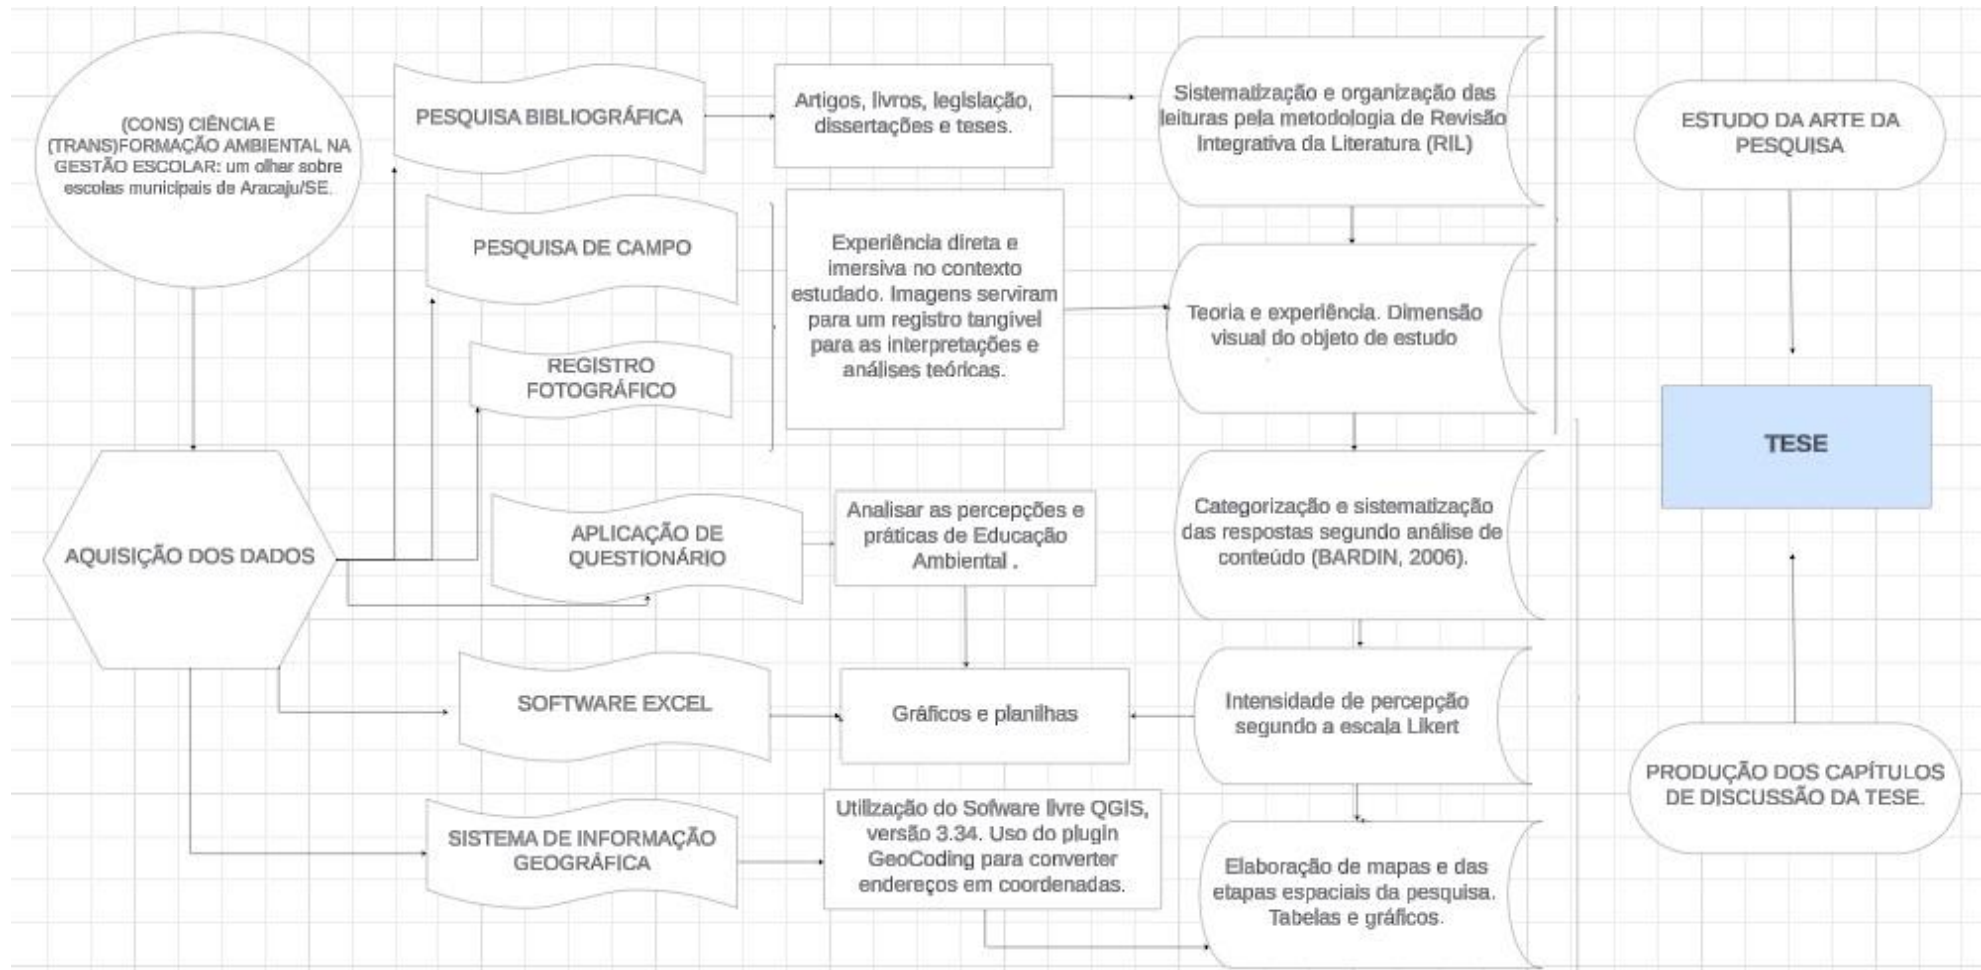 (CONS) CIÊNCIA E
(TRANS)FORMAÇÃO AMBIENTAL NA
GESTÃO ESCOLAR: um olhar sobre
escolas municipais de Aracaju/SE.
AQUISIÇÃO DOS DADOS
PESQUISA BIBLIOGRÁFICA
Artigos, livros, legislação,
dissertações e teses.
Sistematização e organização das
leituras pela metodologia de Revisão
Integrativa da Literatura (RIL)
PESQUISA DE CAMPO
REGISTRO
FOTOGRÁFICO
Experiência direta e
imersiva no contexto
estudado. Imagens serviram
para um registro tangível
para as interpretações e
análises teóricas.
Teoria e experiência. Dimensão
visual do objeto de estudo
APLICAÇÃO DE
QUESTIONÁRIO
Analisar as percepções e
práticas de Educação
Ambiental .
Categorização e sistematização
das respostas segundo análise de
conteúdo (BARDIN, 2006).
SOFTWARE EXCEL
Gráficos e planilhas
Intensidade de percepção
segundo a escala Likert
SISTEMA DE INFORMAÇÃO
GEOGRÁFICA
Utilização do Sofware livre QGIS,
versão 3.34. Uso do plugin
GeoCoding para converter
endereços em coordenadas.
Elaboração de mapas e das
etapas espaciais da pesquisa.
Tabelas e gráficos.
ESTUDO DA ARTE DA
PESQUISA
TESE
PRODUÇÃO DOS CAPÍTULOS
DE DISCUSSÃO DA TESE.